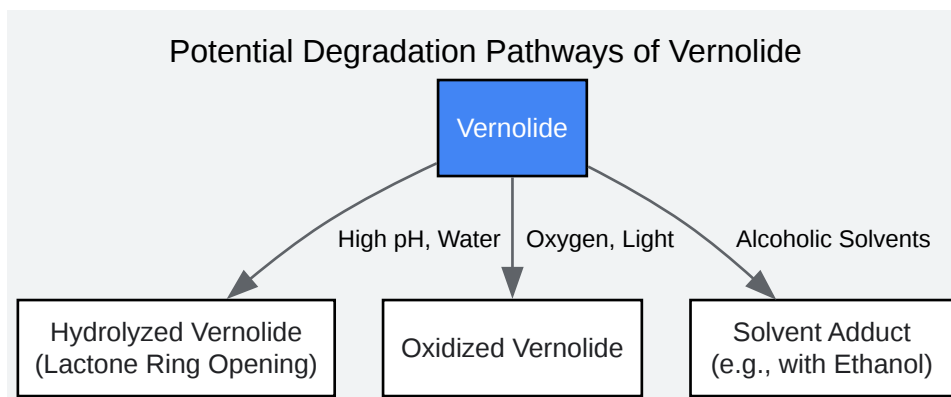 Potential Degradation Pathways of Vernolide
Vernolide
High pH, Water
Oxygen, Light
Alcoholic Solvents
Hydrolyzed Vernolide
(Lactone Ring Opening)
Oxidized Vernolide
Solvent Adduct
(e.g., with Ethanol)